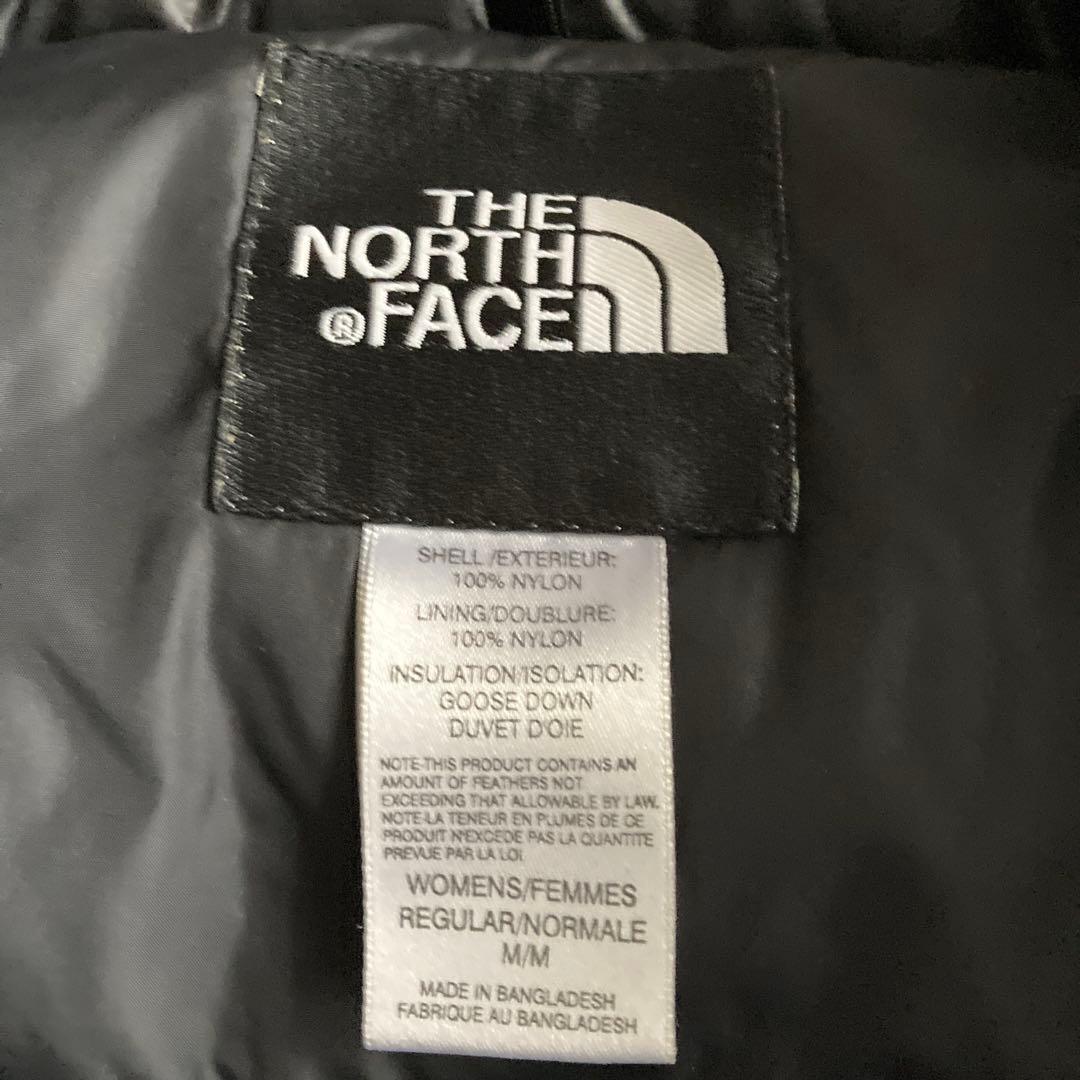 THE
NORTH
®FACE
SHELL /EXTERIEUR:
100% NYLON
LINING/DOUBLURE:
100% NYLON
INSULATION/ISOLATION:
GOOSE DOWN
DUVET D'OIE
NOTE-THIS PRODUCT CONTAINS AN
AMOUNT OF FEATHERS NOT
EXCEEDING THAT ALLOWABLE BY LAW.
NOTE-LA TENEUR EN PLUMES DE CE
PRODUIT N'EXCEDE PAS LA QUANTITE
PREVUE PAR LA LOI.
WOMENS/FEMMES
REGULAR/NORMALE
M/M
MADE IN BANGLADESH
FABRIQUE AU BANGLADESH